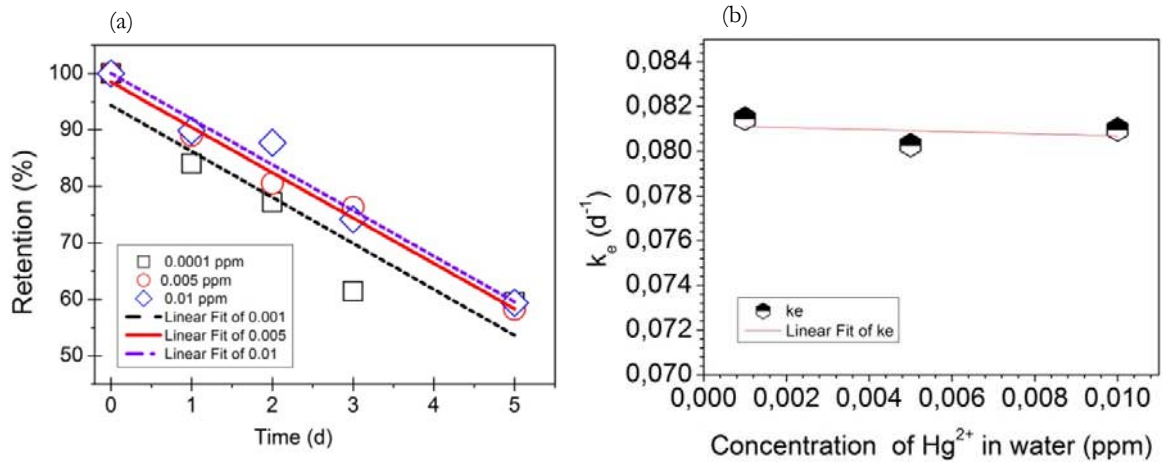 (a)
100
90
80
70
60
50
Retention (%)
0.0001 ppm
0.005 ppm
0.01 ppm
Linear Fit of 0.001
Linear Fit of 0.005
Linear Fit of 0.01
0 1 2 3 4 5
Time (d)
(b)
0,084
0,082
0,080
0,078
0,076
0,074
0,072
0,070
kₑ (d⁻¹)
ke
Linear Fit of ke
0,000 0,002 0,004 0,006 0,008 0,010
Concentration of Hg²⁺ in water (ppm)